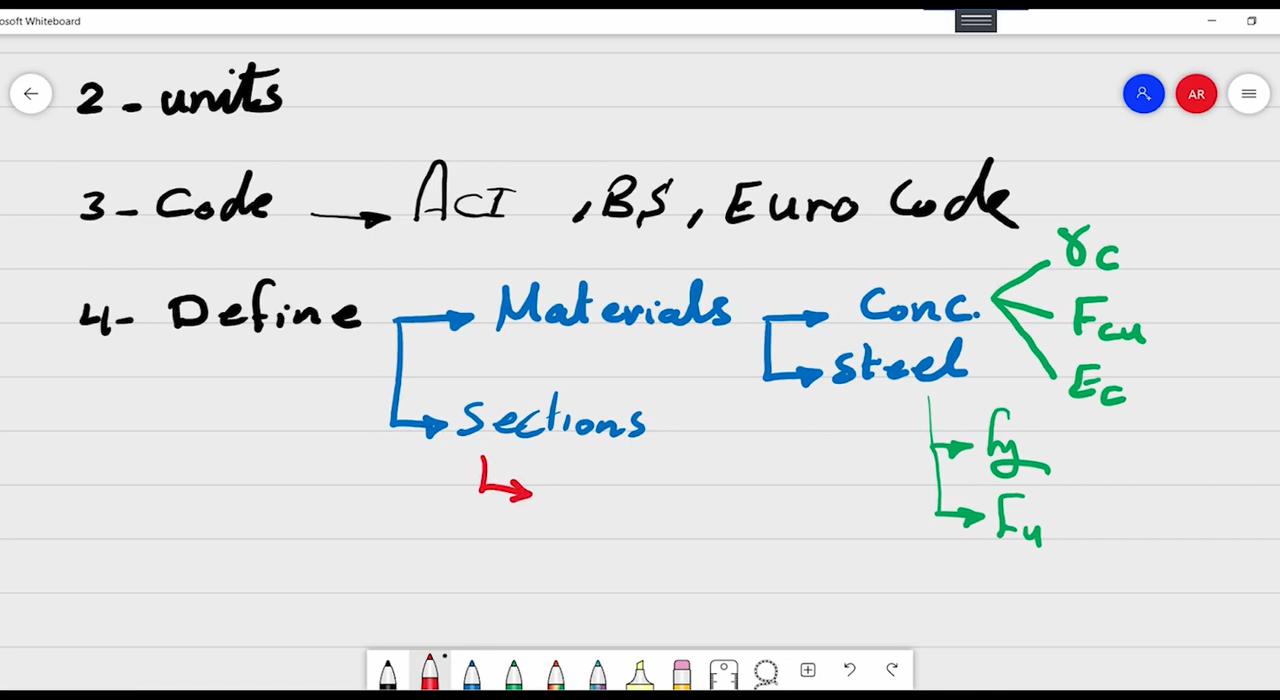 osoft Whiteboard
AR
2 - units
3 - Code → ACI , BS , Euro Code
γc
4- Define → Materials → Conc.
Fcu
→ steel
Ec
→ Sections
→ fy
→ Fu